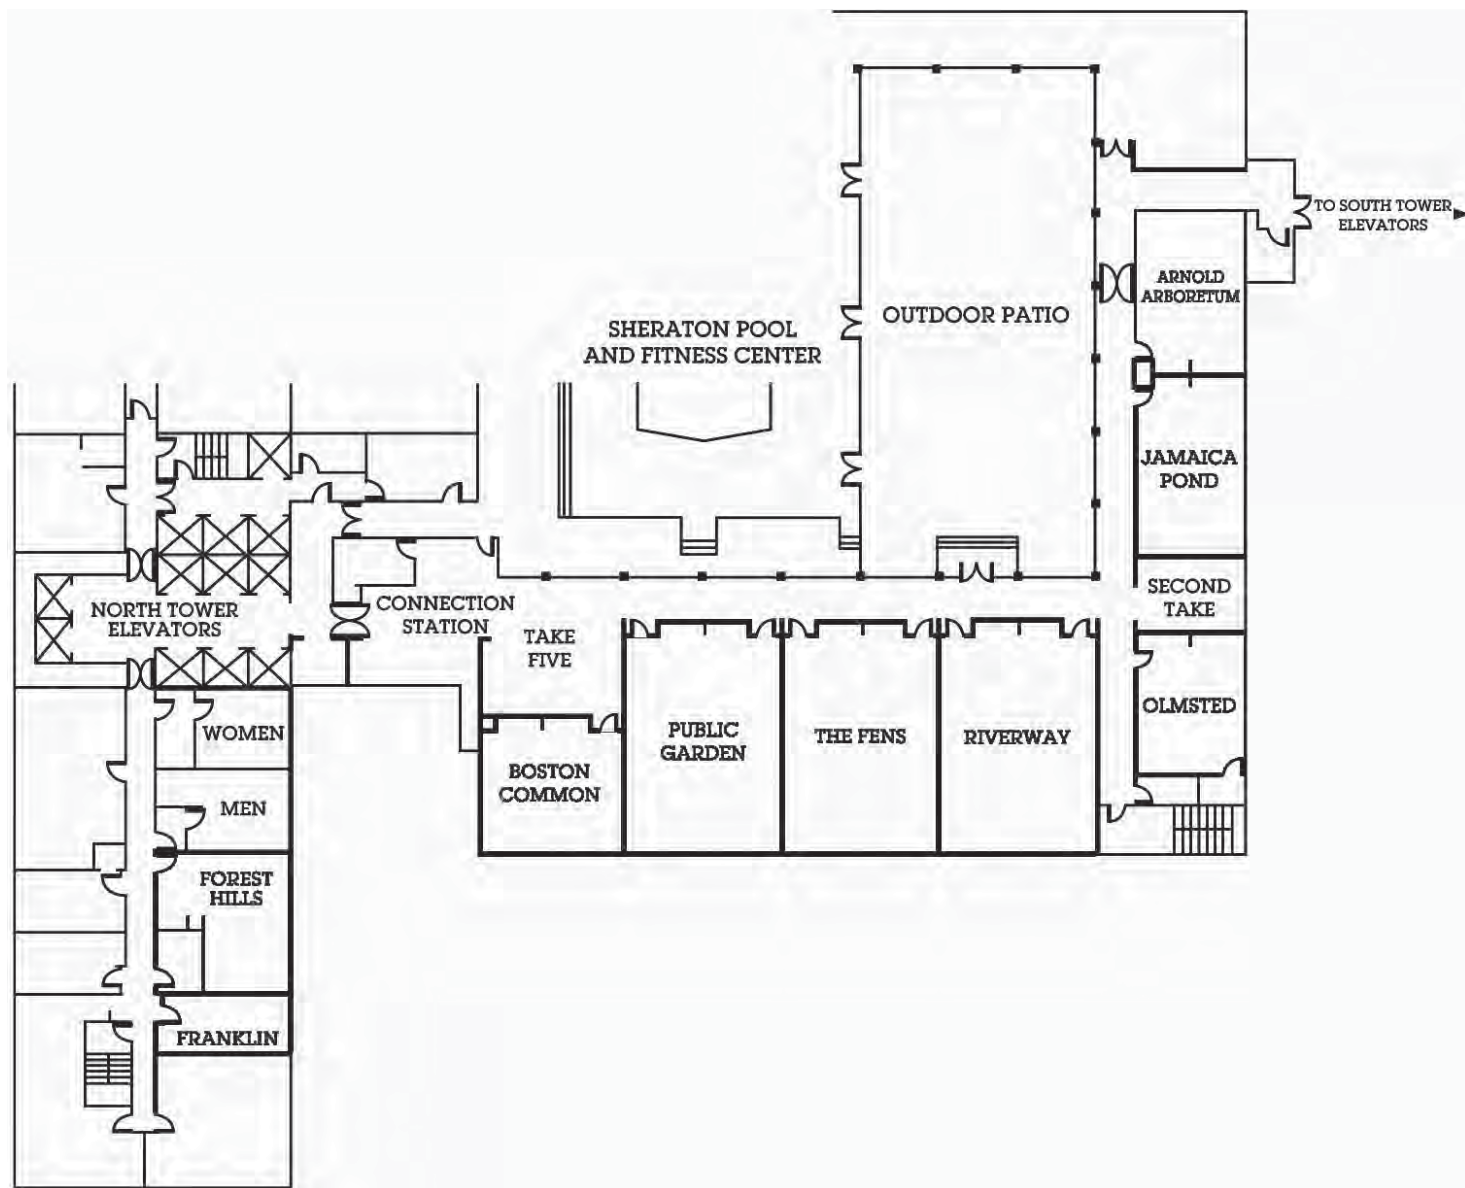 TO SOUTH TOWER
ELEVATORS
ARNOLD
ARBORETUM
OUTDOOR PATIO
SHERATON POOL
AND FITNESS CENTER
JAMAICA
POND
SECOND
TAKE
NORTH TOWER
ELEVATORS
CONNECTION
STATION
TAKE
FIVE
OLMSTED
WOMEN
PUBLIC
GARDEN
THE FENS
RIVERWAY
BOSTON
COMMON
MEN
FOREST
HILLS
FRANKLIN